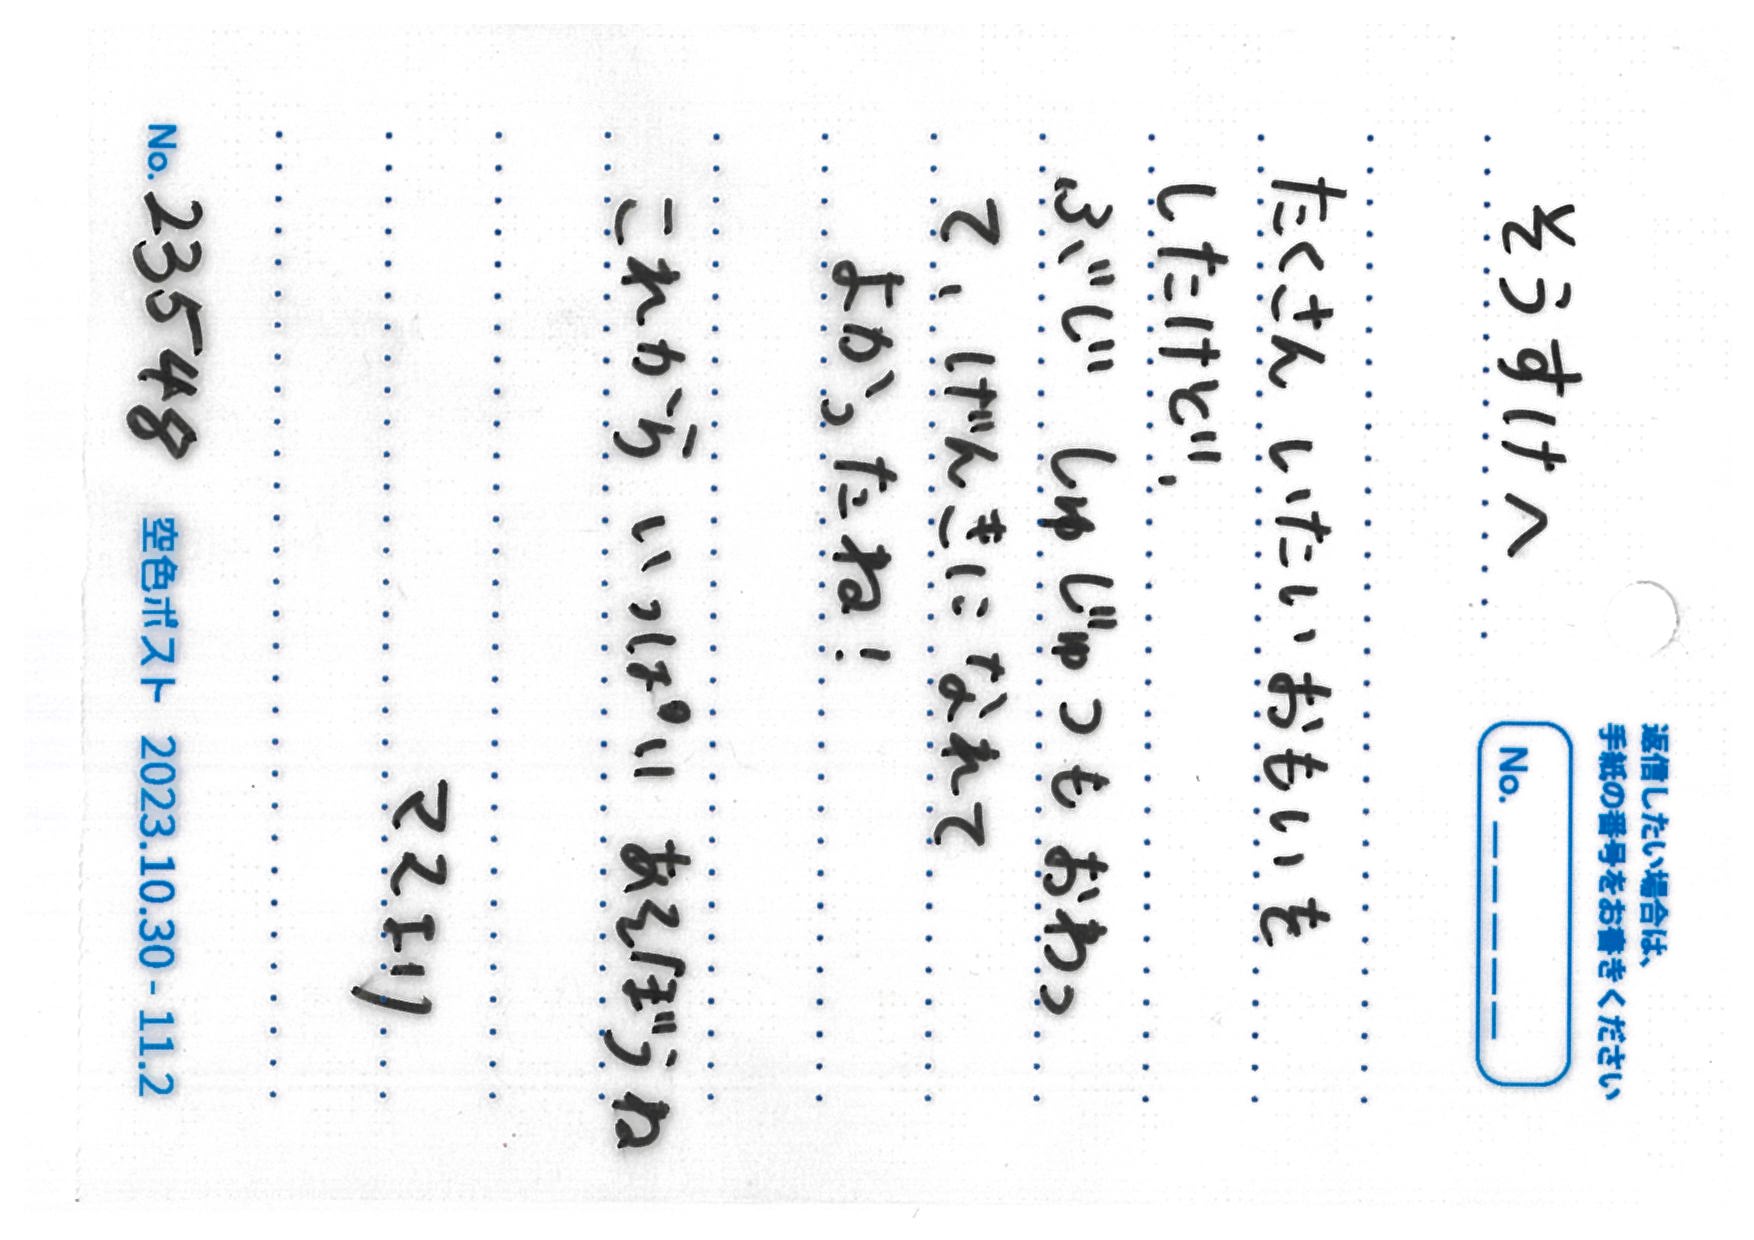 返信したい場合は、
手紙の番号をお書きください
No. _ _ _ _ _
そうすけへ
たくさん いたい おもいを
したけど、
ぶじ しゅじゅつも おわっ
て、げんきに なれて
よかったね!
これから いっぱい あそぼうね
ママより
No. 23548 空色ポスト 2023.10.30 - 11.2